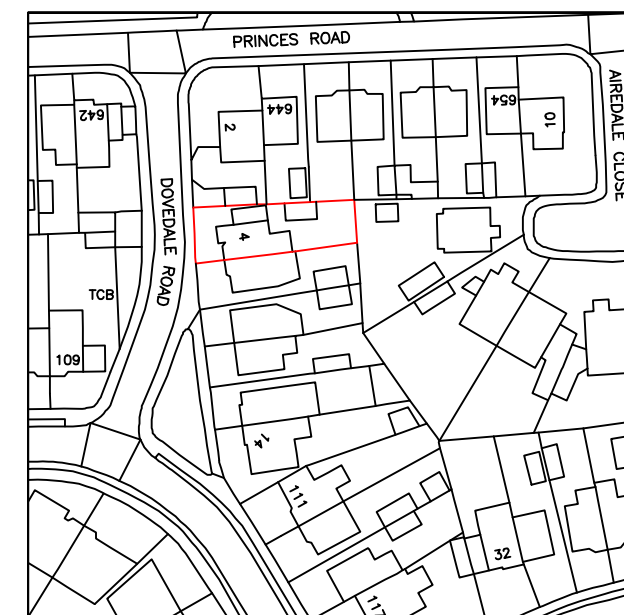 PRINCES ROAD
AIREDALE CLOSE
642
2
644
654
10
DOVEDALE ROAD
4
TCB
109
14
111
32
117